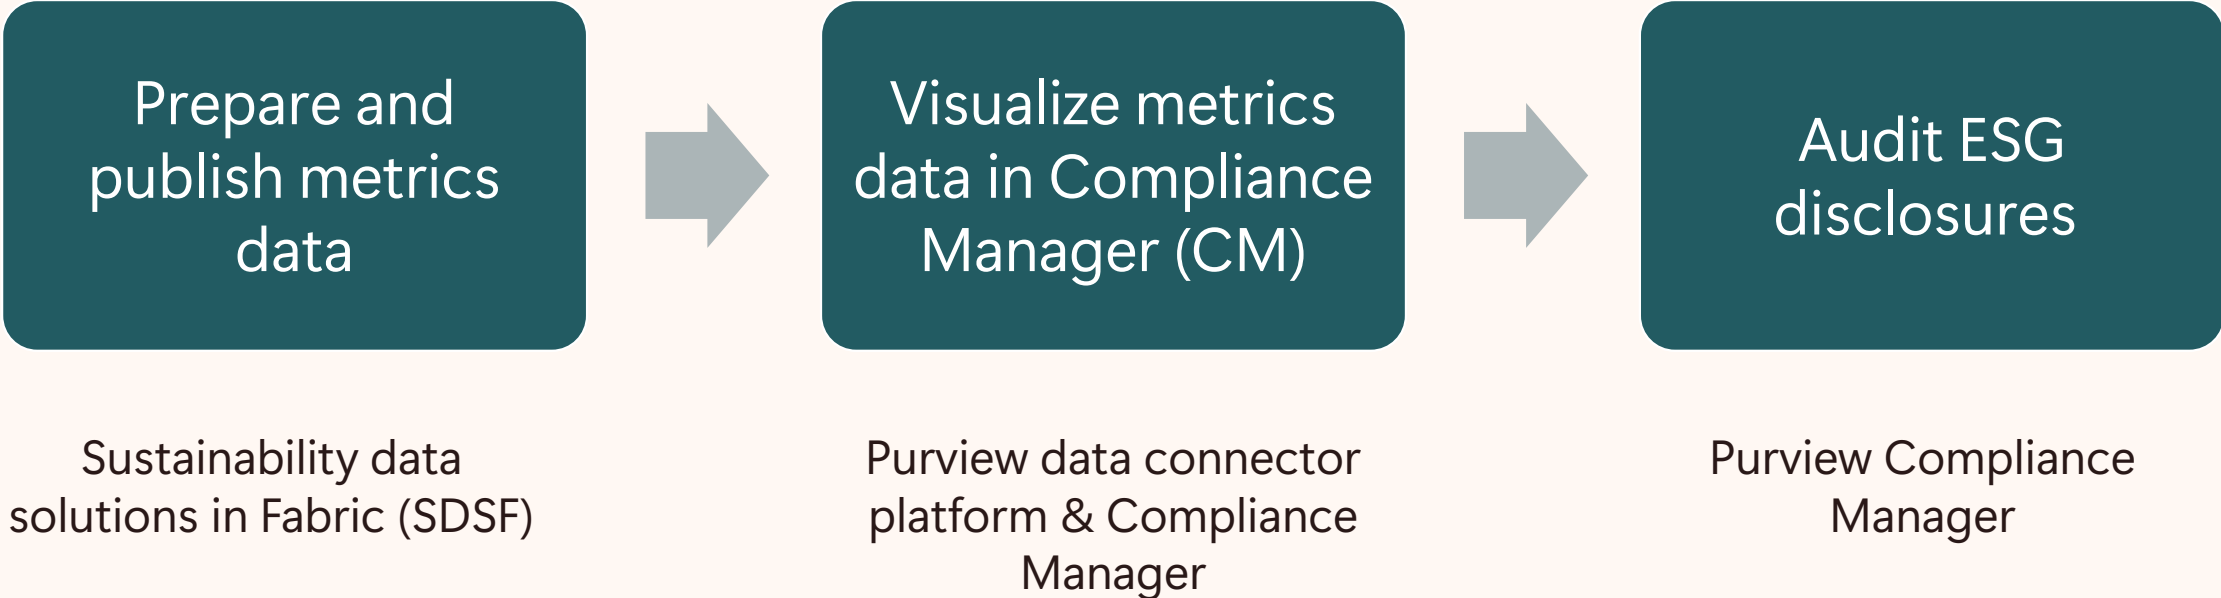 Prepare and
publish metrics
data
Visualize metrics
data in Compliance
Manager (CM)
Audit ESG
disclosures
Sustainability data
solutions in Fabric (SDSF)
Purview data connector
platform & Compliance
Manager
Purview Compliance
Manager